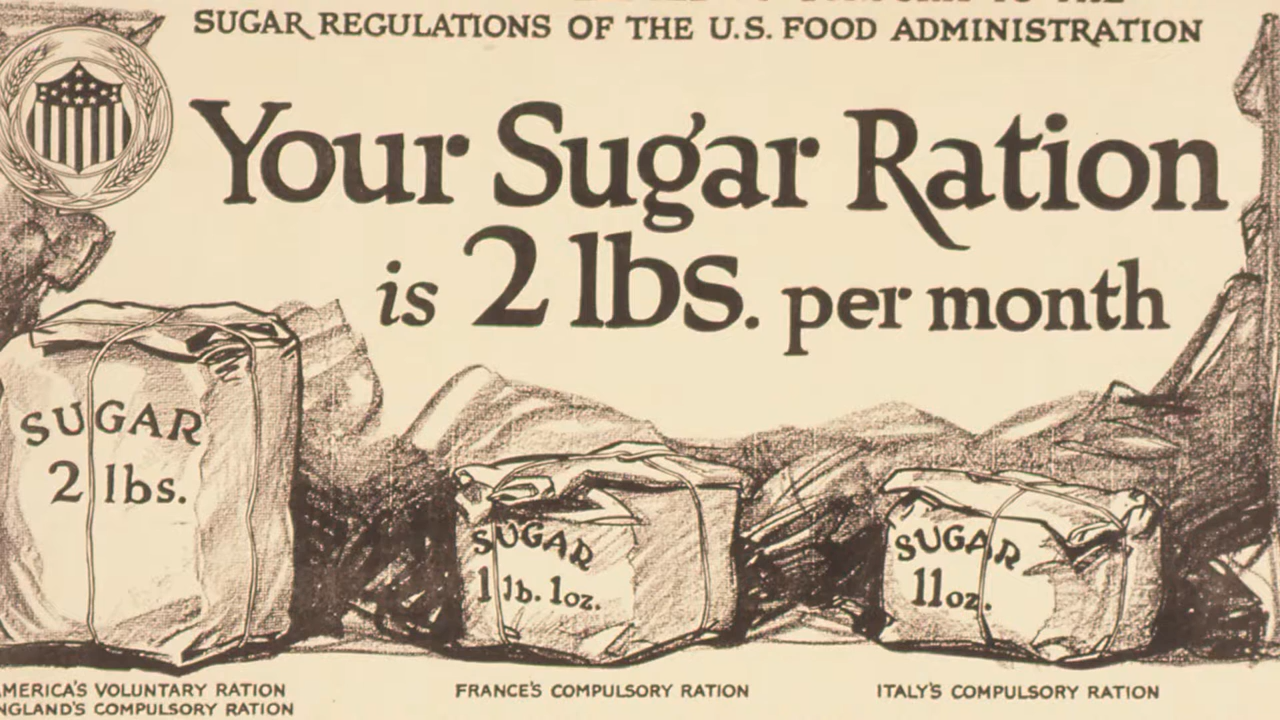 SUGAR REGULATIONS OF THE U.S. FOOD ADMINISTRATION
Your Sugar Ration
is 2 lbs. per month
SUGAR
2 lbs.
SUGAR
1 lb. 1oz.
SUGAR
11oz.
AMERICA'S VOLUNTARY RATION
ENGLAND'S COMPULSORY RATION
FRANCE'S COMPULSORY RATION
ITALY'S COMPULSORY RATION